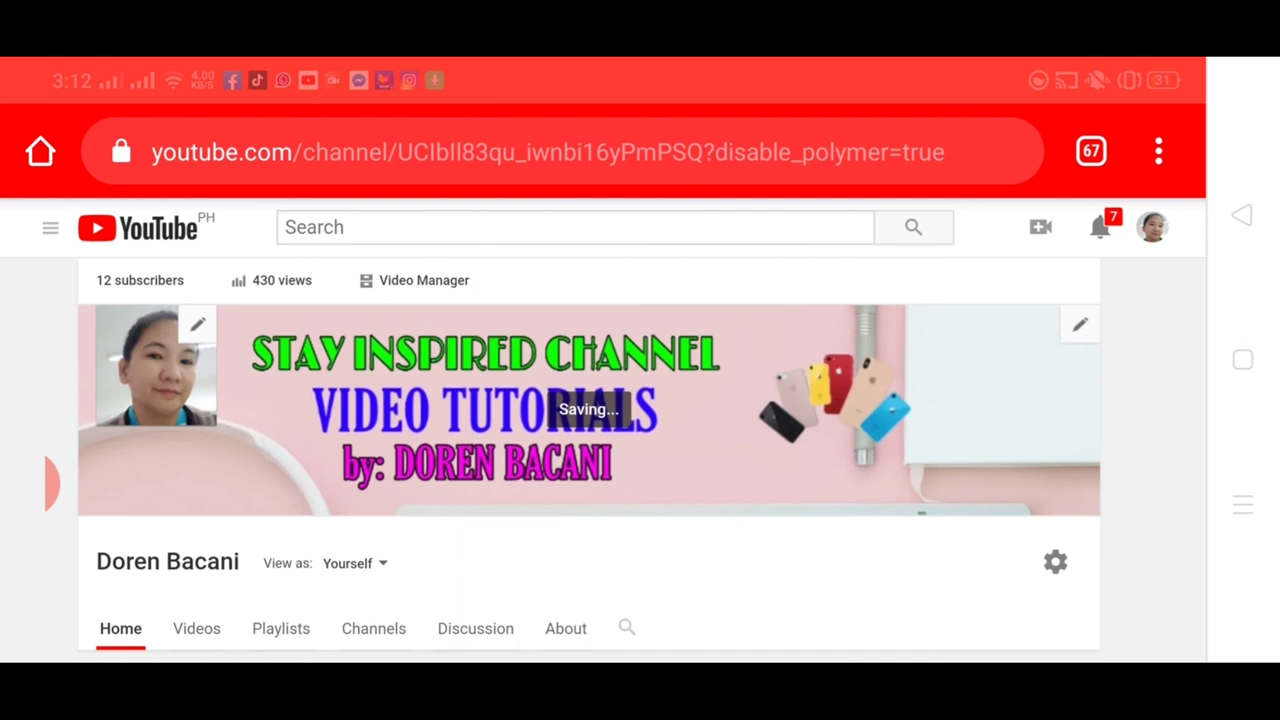 3:12 4.00 KB/S 31
youtube.com/channel/UCIbIl83qu_iwnbi16yPmPSQ?disable_polymer=true 67
YouTube PH Search 7
12 subscribers 430 views Video Manager
STAY INSPIRED CHANNEL
VIDEO TUTORIALS
Saving...
by: DOREN BACANI
Doren Bacani View as: Yourself
Home Videos Playlists Channels Discussion About